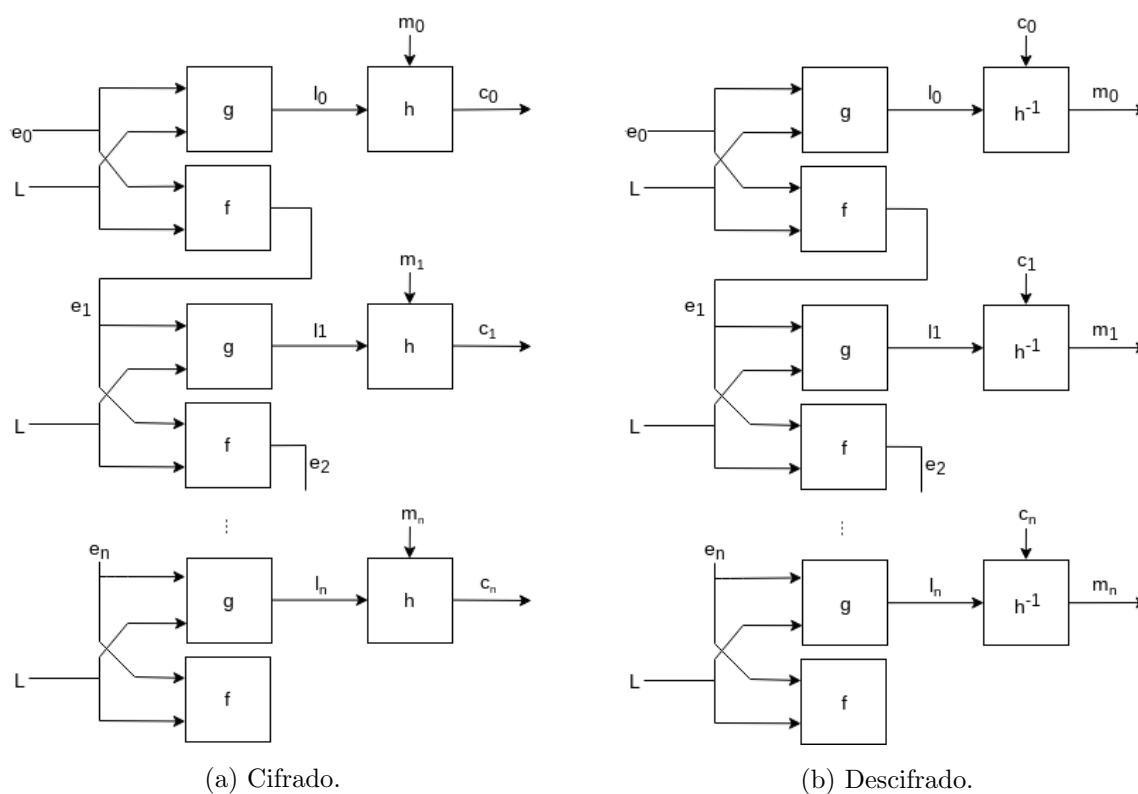 m0
e0
g
l0
h
c0
L
f
m1
e1
g
l1
h
c1
L
f
e2
⋮
mn
en
g
ln
h
cn
L
f
(a) Cifrado.
c0
e0
g
l0
h-1
m0
L
f
c1
e1
g
l1
h-1
m1
L
f
e2
⋮
cn
en
g
ln
h-1
mn
L
f
(b) Descifrado.